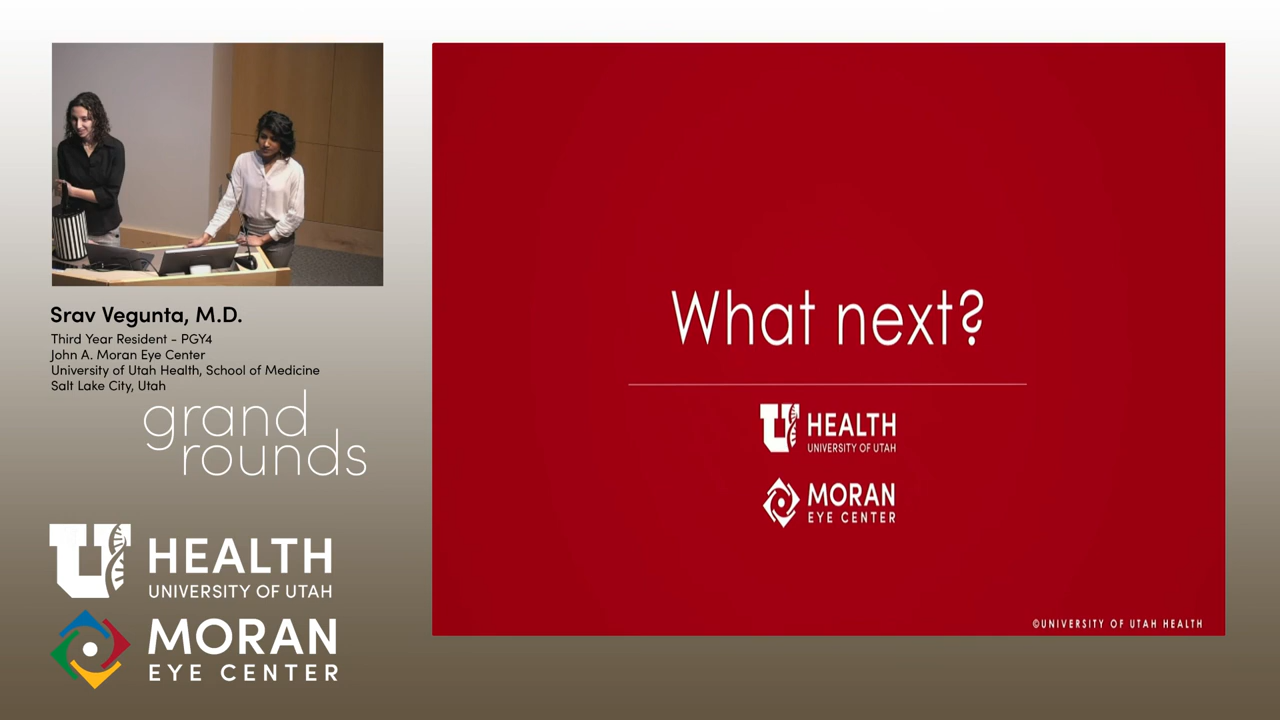 Srav Vegunta, M.D.
Third Year Resident - PGY4
John A. Moran Eye Center
University of Utah Health, School of Medicine
Salt Lake City, Utah
grand
rounds
U HEALTH
UNIVERSITY OF UTAH
MORAN
EYE CENTER
What next?
U HEALTH
UNIVERSITY OF UTAH
MORAN
EYE CENTER
©UNIVERSITY OF UTAH HEALTH